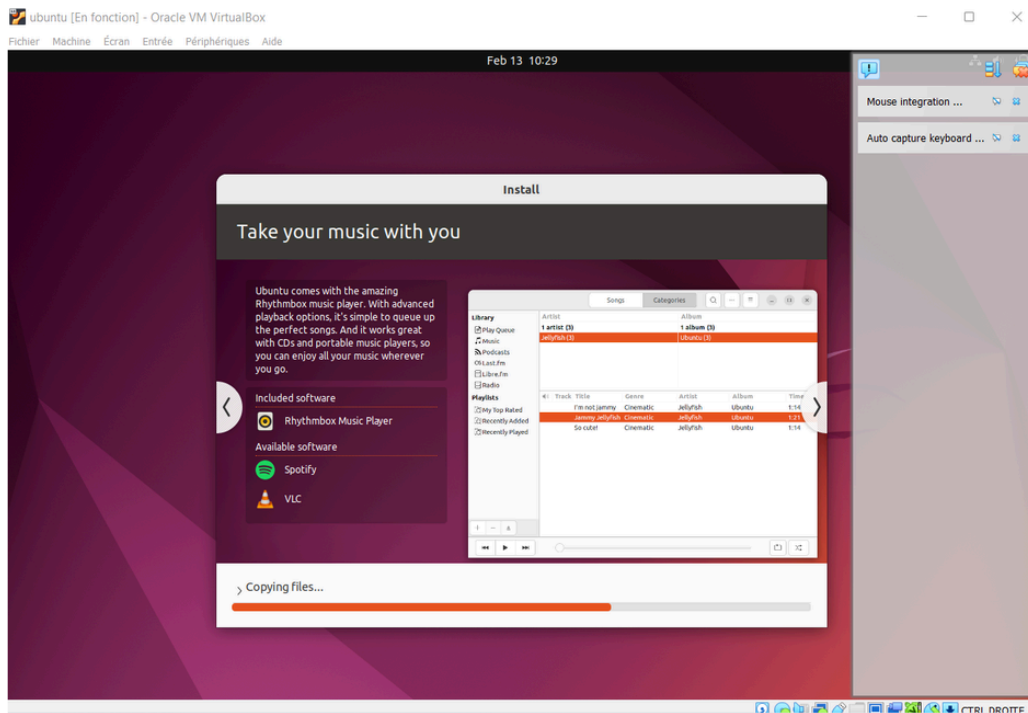 ubuntu [En fonction] - Oracle VM VirtualBox
Fichier Machine Écran Entrée Périphériques Aide
Feb 13 10:29
Mouse integration ...
Auto capture keyboard ...
Install
Take your music with you
Ubuntu comes with the amazing
Rhythmbox music player. With advanced
playback options, it's simple to queue up
the perfect songs. And it works great
with CDs and portable music players, so
you can enjoy all your music wherever
you go.
Included software
Rhythmbox Music Player
Available software
Spotify
VLC
Songs Categories
Library
Play Queue
Music
Podcasts
Last.fm
Libre.fm
Radio
Playlists
My Top Rated
Recently Added
Recently Played
Artist Album
1 artist (3) 1 album (3)
Jellyfish (3) Ubuntu (3)
Track Title Genre Artist Album Time
I'm not jammy Cinematic Jellyfish Ubuntu 1:14
Jammy Jellyfish Cinematic Jellyfish Ubuntu 1:21
So cute! Cinematic Jellyfish Ubuntu 1:14
Copying files...
CTRL DROITE